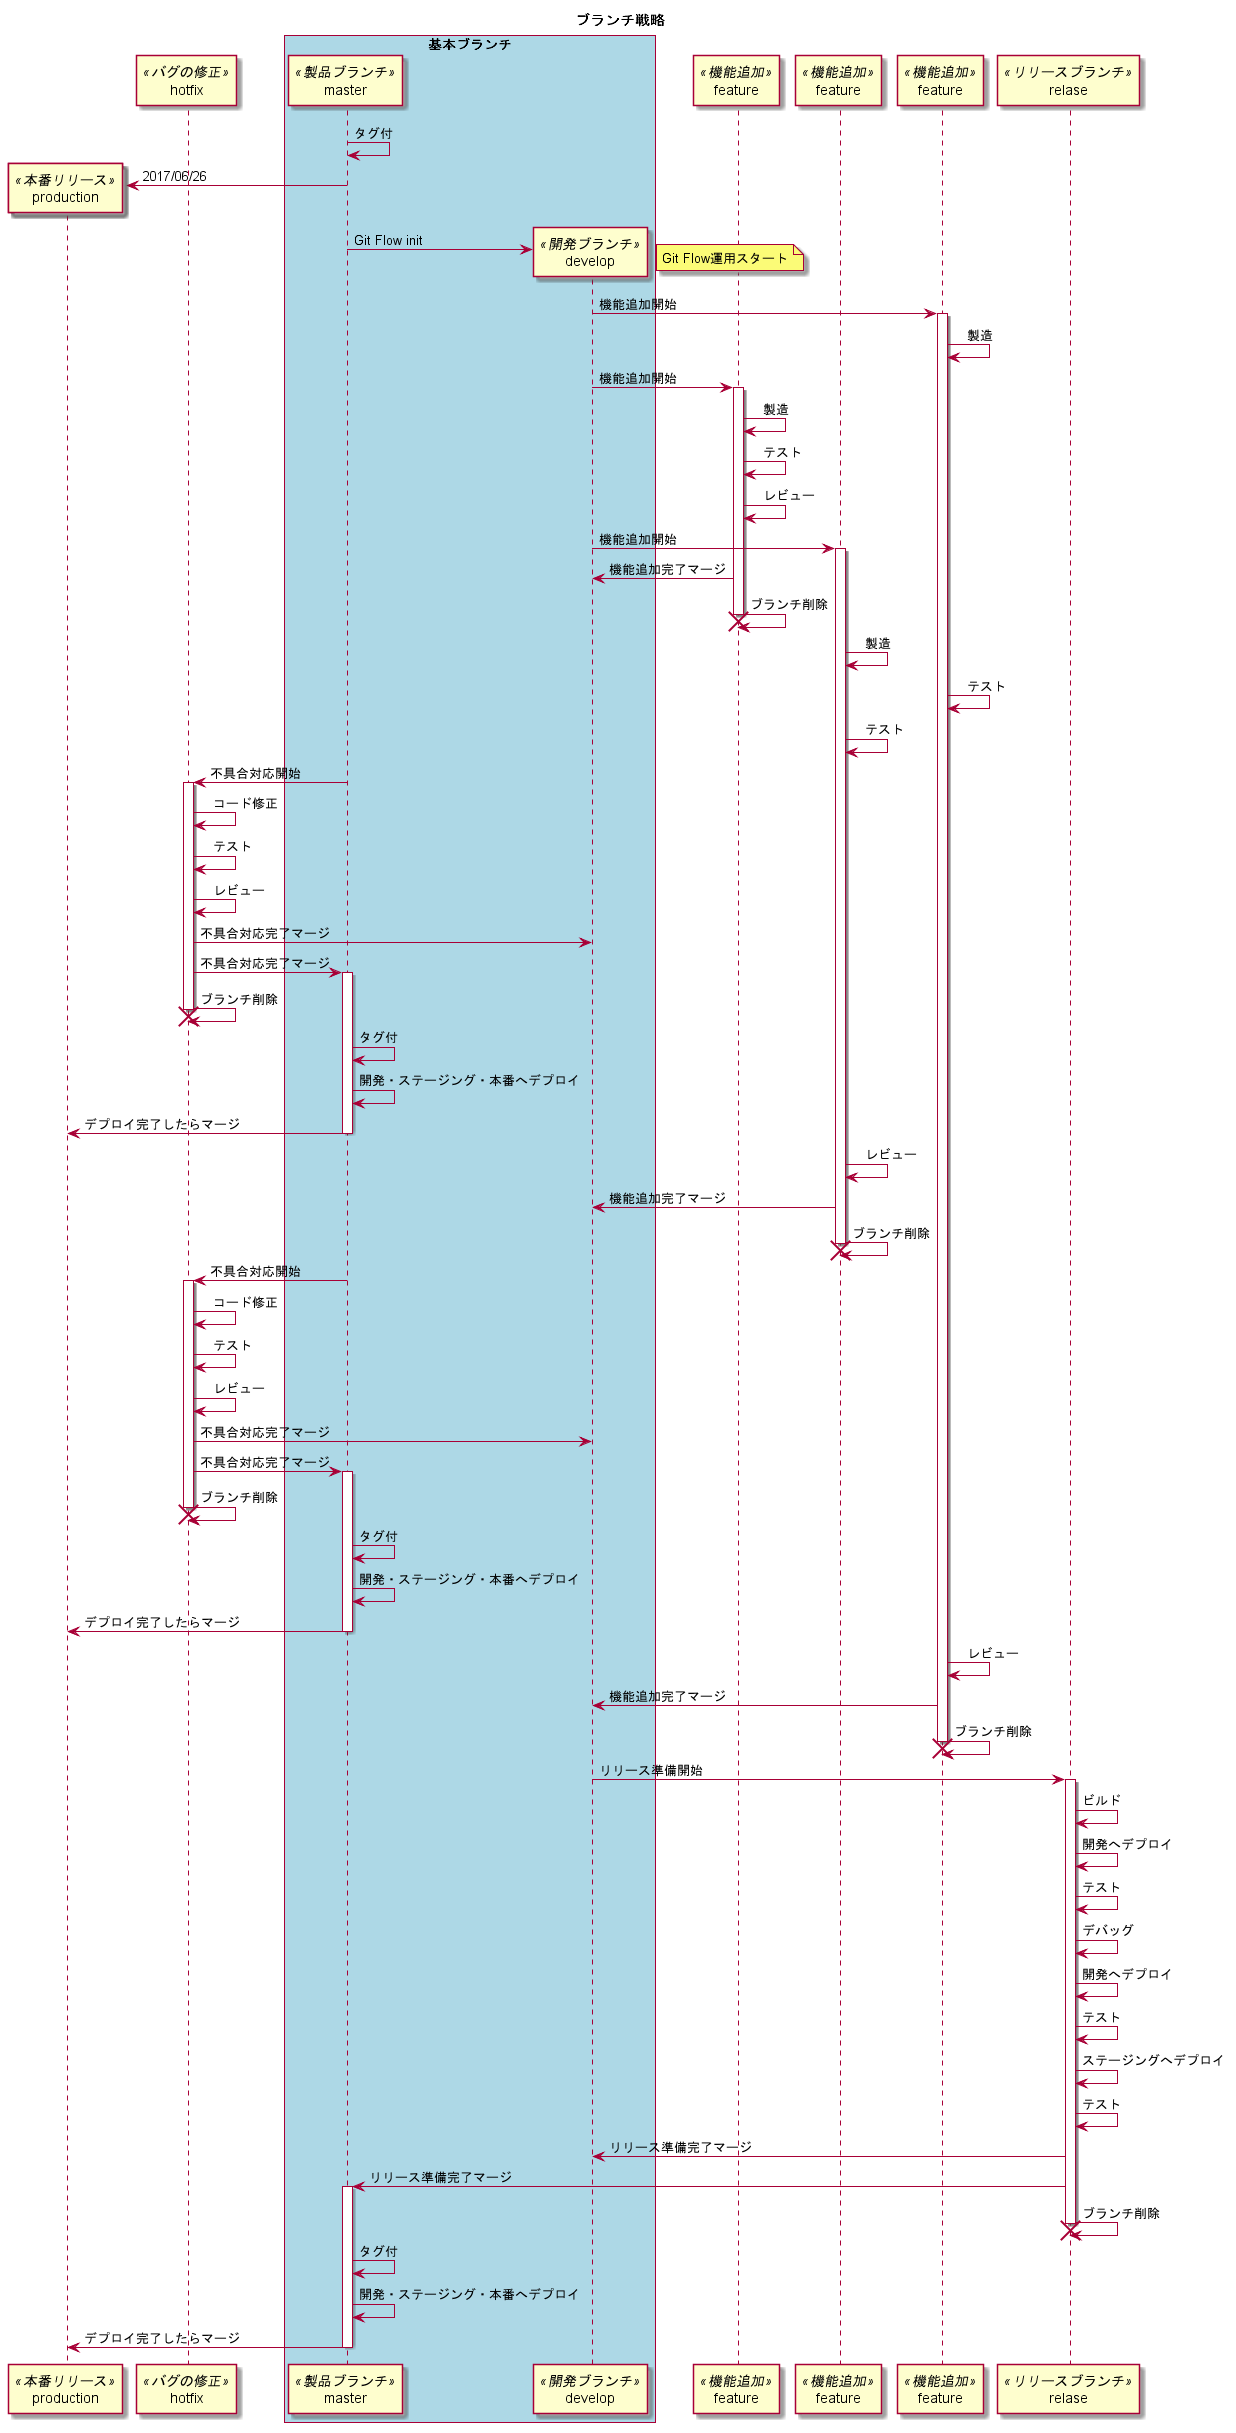 ブランチ戦略
基本ブランチ
«バグの修正»
hotfix
«製品ブランチ»
master
«機能追加»
feature
«機能追加»
feature
«機能追加»
feature
«リリースブランチ»
relase
タグ付
«本番リリース»
production
2017/06/26
Git Flow init
«開発ブランチ»
develop
Git Flow運用スタート
機能追加開始
製造
機能追加開始
製造
テスト
レビュー
機能追加開始
機能追加完了マージ
ブランチ削除
製造
テスト
テスト
不具合対応開始
コード修正
テスト
レビュー
不具合対応完了マージ
不具合対応完了マージ
ブランチ削除
タグ付
開発・ステージング・本番へデプロイ
デプロイ完了したらマージ
レビュー
機能追加完了マージ
ブランチ削除
不具合対応開始
コード修正
テスト
レビュー
不具合対応完了マージ
不具合対応完了マージ
ブランチ削除
タグ付
開発・ステージング・本番へデプロイ
デプロイ完了したらマージ
レビュー
機能追加完了マージ
ブランチ削除
リリース準備開始
ビルド
開発へデプロイ
テスト
デバッグ
開発へデプロイ
テスト
ステージングへデプロイ
テスト
リリース準備完了マージ
リリース準備完了マージ
ブランチ削除
タグ付
開発・ステージング・本番へデプロイ
デプロイ完了したらマージ
«本番リリース»
production
«バグの修正»
hotfix
«製品ブランチ»
master
«開発ブランチ»
develop
«機能追加»
feature
«機能追加»
feature
«機能追加»
feature
«リリースブランチ»
relase